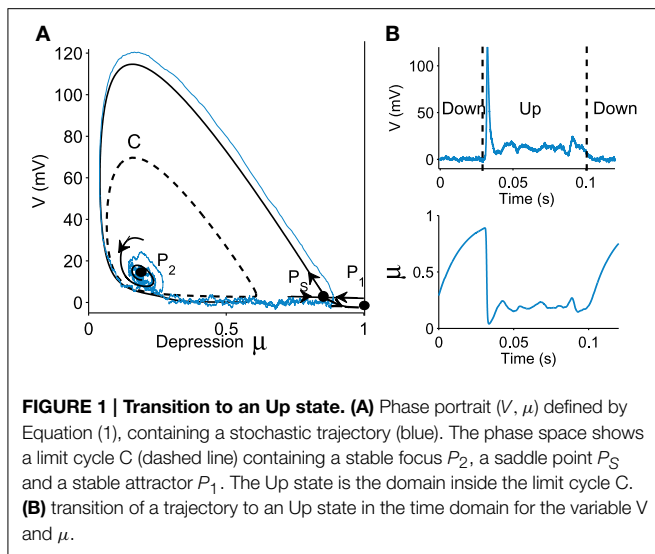 A
B
120
100
80
60
40
20
0
V (mV)
C
P2
PS
P1
0
0.5
1
Depression μ
100
50
0
V (mV)
Down
Up
Down
0
0.05
0.1
Time (s)
1
0.5
0
μ
0
0.05
0.1
Time (s)
FIGURE 1 | Transition to an Up state. (A) Phase portrait (V, μ) defined by
Equation (1), containing a stochastic trajectory (blue). The phase space shows
a limit cycle C (dashed line) containing a stable focus P2, a saddle point PS
and a stable attractor P1. The Up state is the domain inside the limit cycle C.
(B) transition of a trajectory to an Up state in the time domain for the variable V
and μ.